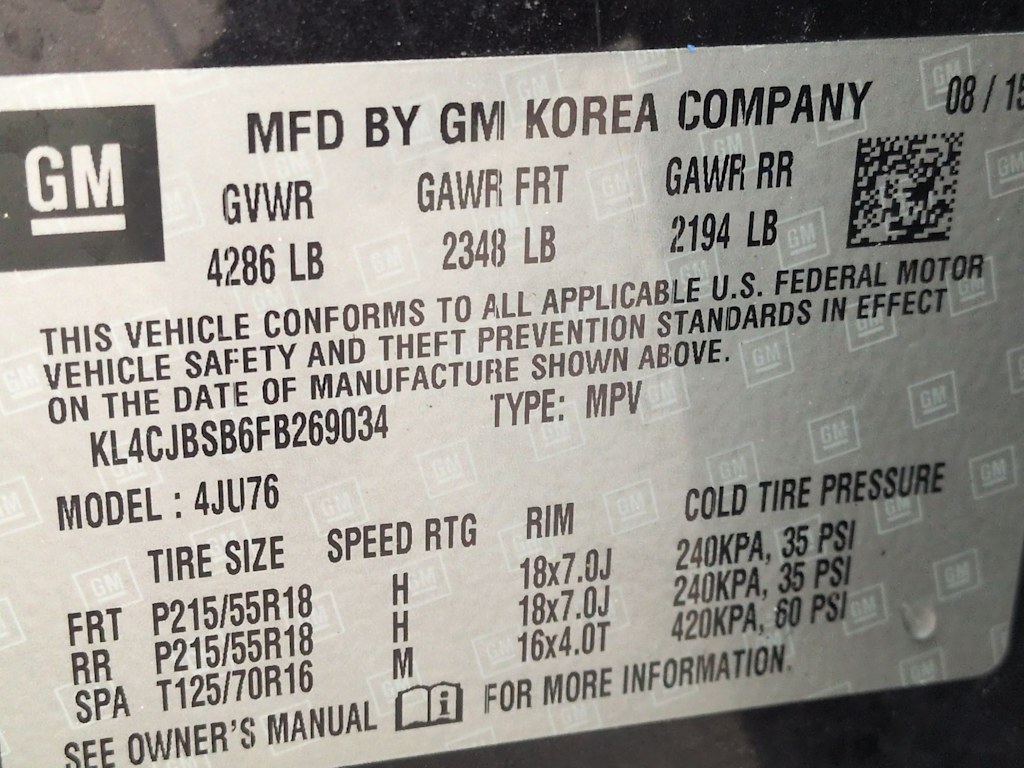 GM
MFD BY GM KOREA COMPANY 08 / 15
GVWR GAWR FRT GAWR RR
4286 LB 2348 LB 2194 LB
THIS VEHICLE CONFORMS TO ALL APPLICABLE U.S. FEDERAL MOTOR
VEHICLE SAFETY AND THEFT PREVENTION STANDARDS IN EFFECT
ON THE DATE OF MANUFACTURE SHOWN ABOVE.
KL4CJBSB6FB269034 TYPE: MPV
MODEL : 4JU76
TIRE SIZE SPEED RTG RIM COLD TIRE PRESSURE
FRT P215/55R18 H 18x7.0J 240KPA, 35 PSI
RR P215/55R18 H 18x7.0J 240KPA, 35 PSI
SPA T125/70R16 M 16x4.0T 420KPA, 60 PSI
SEE OWNER'S MANUAL i FOR MORE INFORMATION.